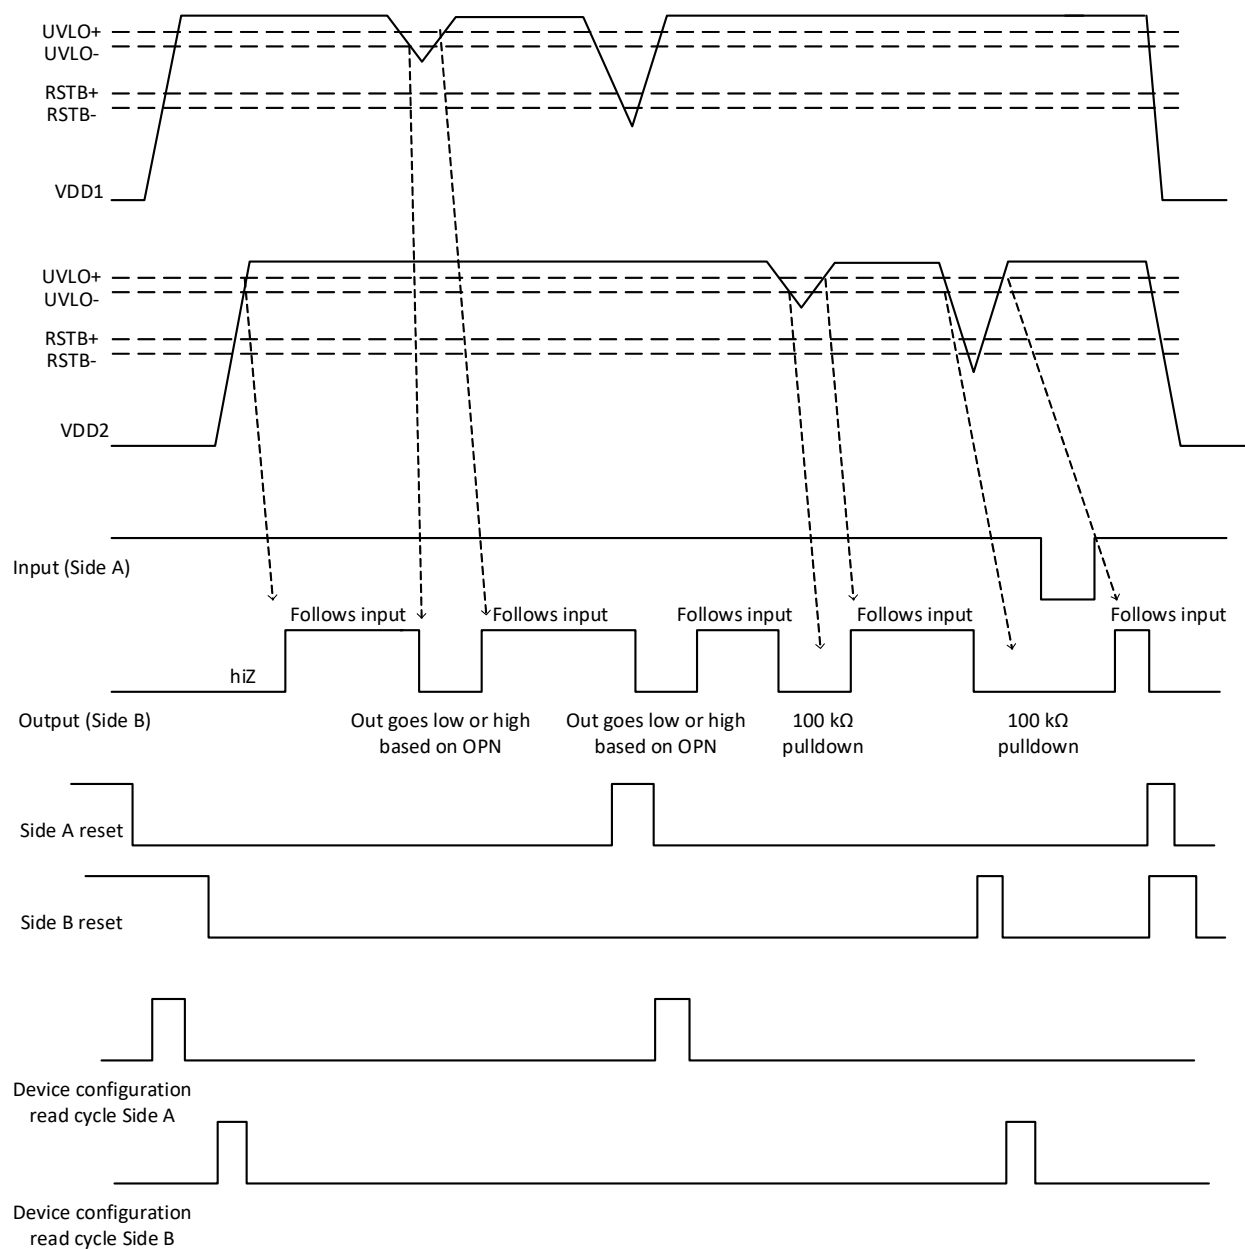 UVLO+
UVLO-
RSTB+
RSTB-
VDD1
UVLO+
UVLO-
RSTB+
RSTB-
VDD2
Input (Side A)
Follows input
Follows input
Follows input
Follows input
Follows input
hiZ
Output (Side B)
Out goes low or high
based on OPN
Out goes low or high
based on OPN
100 kΩ
pulldown
100 kΩ
pulldown
Side A reset
Side B reset
Device configuration
read cycle Side A
Device configuration
read cycle Side B